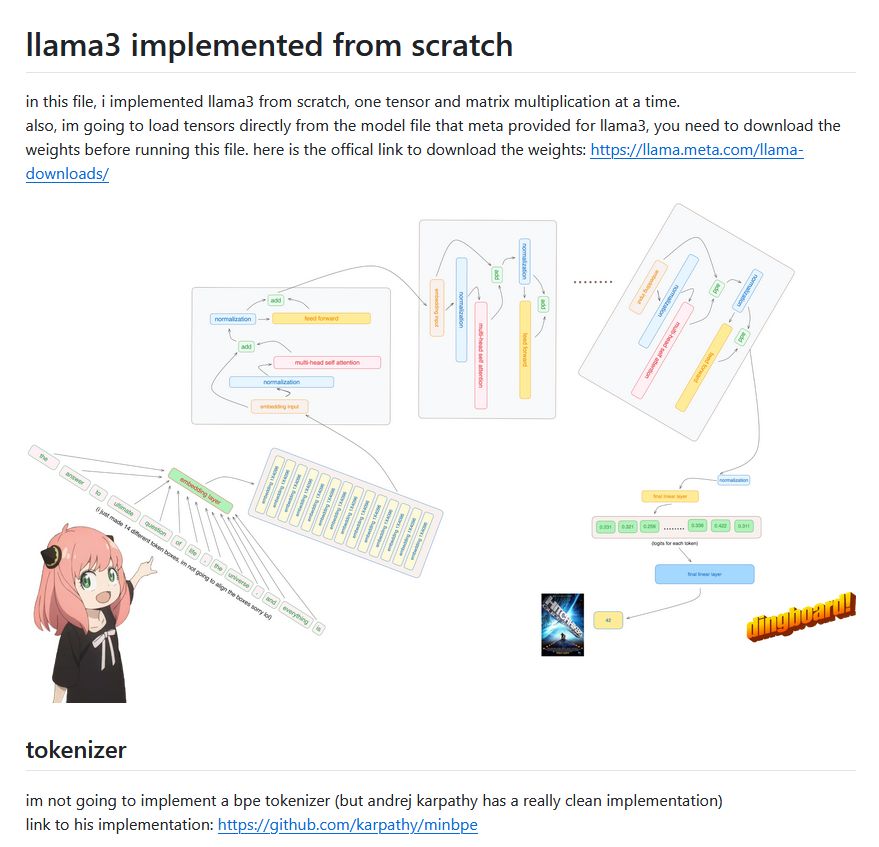 llama3 implemented from scratch
in this file, i implemented llama3 from scratch, one tensor and matrix multiplication at a time.
also, im going to load tensors directly from the model file that meta provided for llama3, you need to download the
weights before running this file. here is the offical link to download the weights: https://llama.meta.com/llama-
downloads/
add
normalization
feed forward
add
multi-head self attention
normalization
embedding input
embedding input
normalization
multi-head self attention
add
normalization
feed forward
add
........
embedding input
normalization
multi-head self attention
add
normalization
feed forward
add
the
answer
to
ultimate
question
of
life
,
the
universe
,
and
everything
is
(i just made 14 different token boxes, im not going to align the boxes sorry lol)
embedding layer
embedding 1X4096
embedding 1X4096
embedding 1X4096
embedding 1X4096
embedding 1X4096
embedding 1X4096
embedding 1X4096
embedding 1X4096
embedding 1X4096
embedding 1X4096
embedding 1X4096
embedding 1X4096
embedding 1X4096
embedding 1X4096
normalization
final linear layer
0.231 0.321 0.256 ........ 0.336 0.422 0.311
(logits for each token)
final linear layer
42
dingboard!
tokenizer
im not going to implement a bpe tokenizer (but andrej karpathy has a really clean implementation)
link to his implementation: https://github.com/karpathy/minbpe